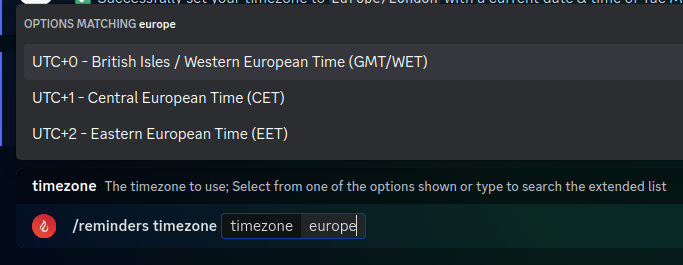 Successfully set your timezone to Europe/London with a current date & time of Tue M
OPTIONS MATCHING europe
UTC+0 - British Isles / Western European Time (GMT/WET)
UTC+1 - Central European Time (CET)
UTC+2 - Eastern European Time (EET)
timezone The timezone to use; Select from one of the options shown or type to search the extended list
/reminders timezone timezone europe